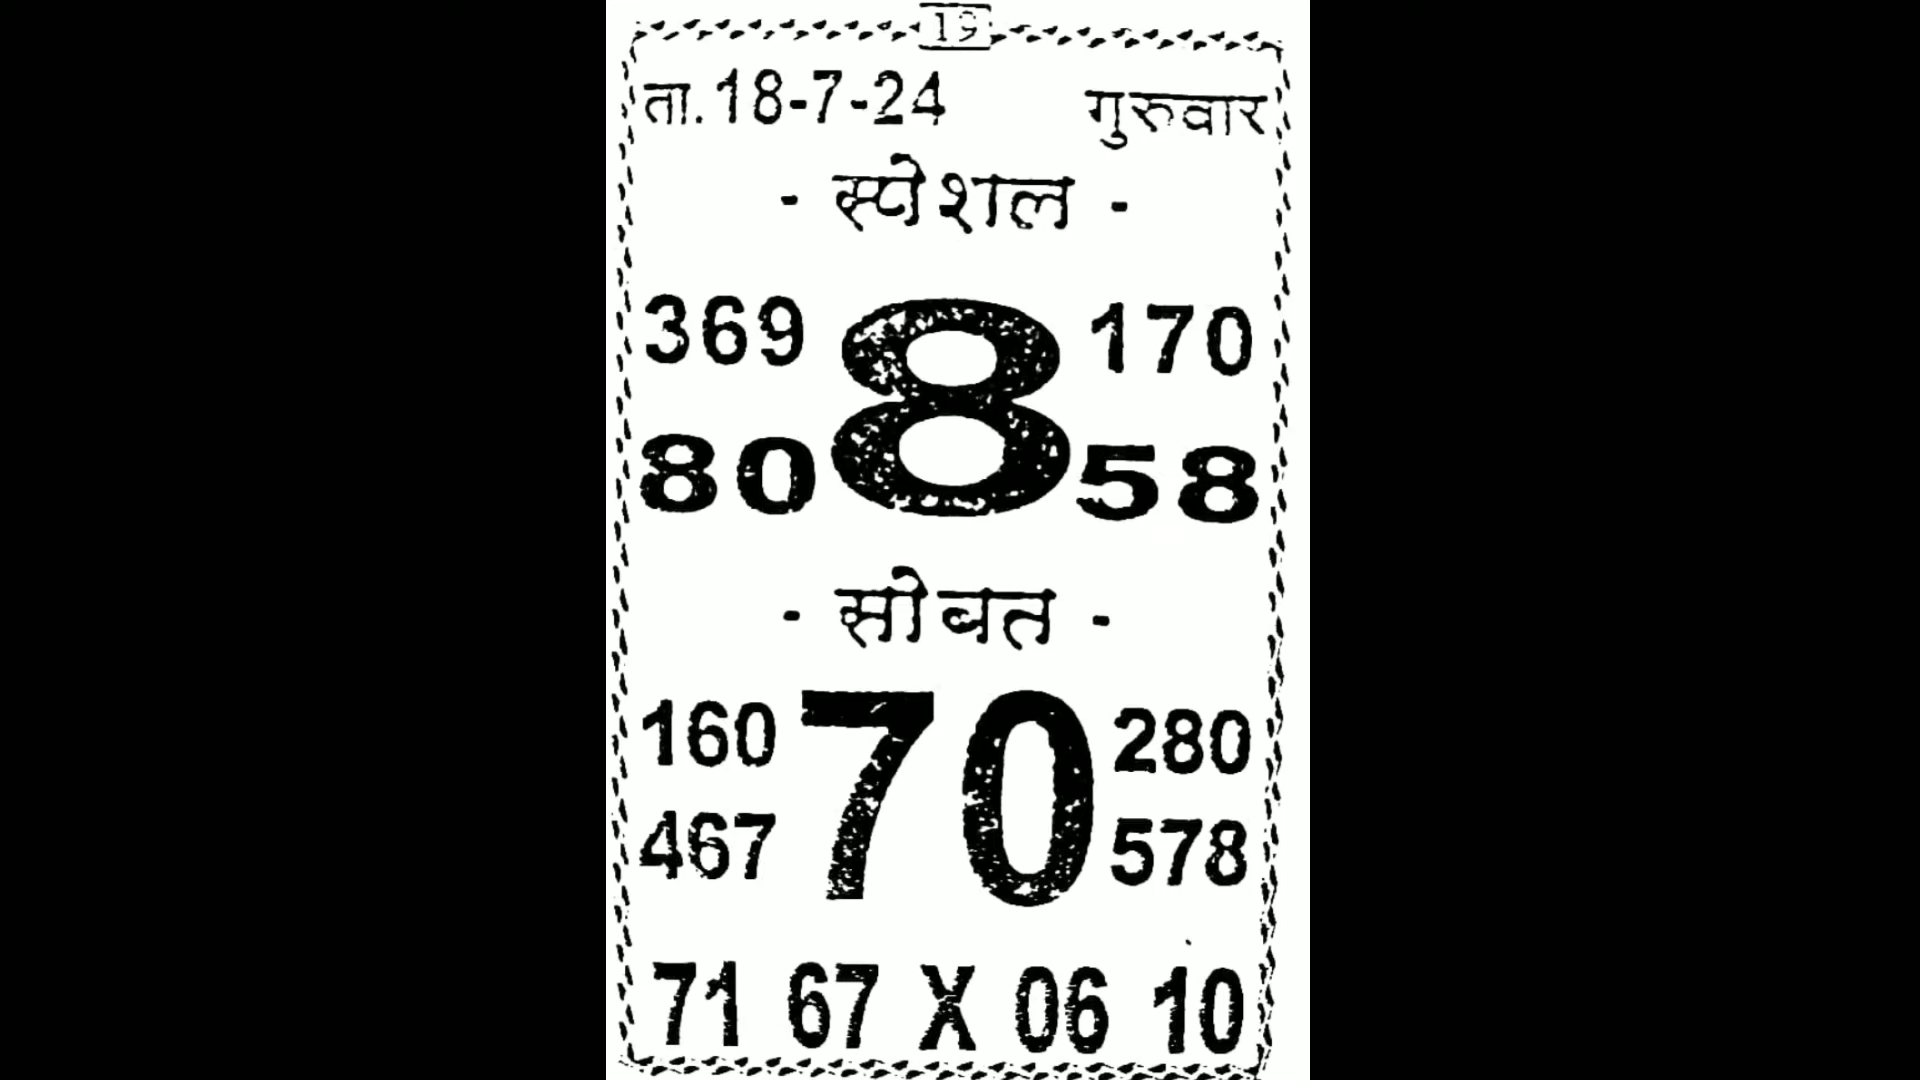 19
ता. 18-7-24 गुरुवार
- स्पेशल -
369 8 170
80 58
- सोबत -
160 70 280
467 578
71 67 X 06 10